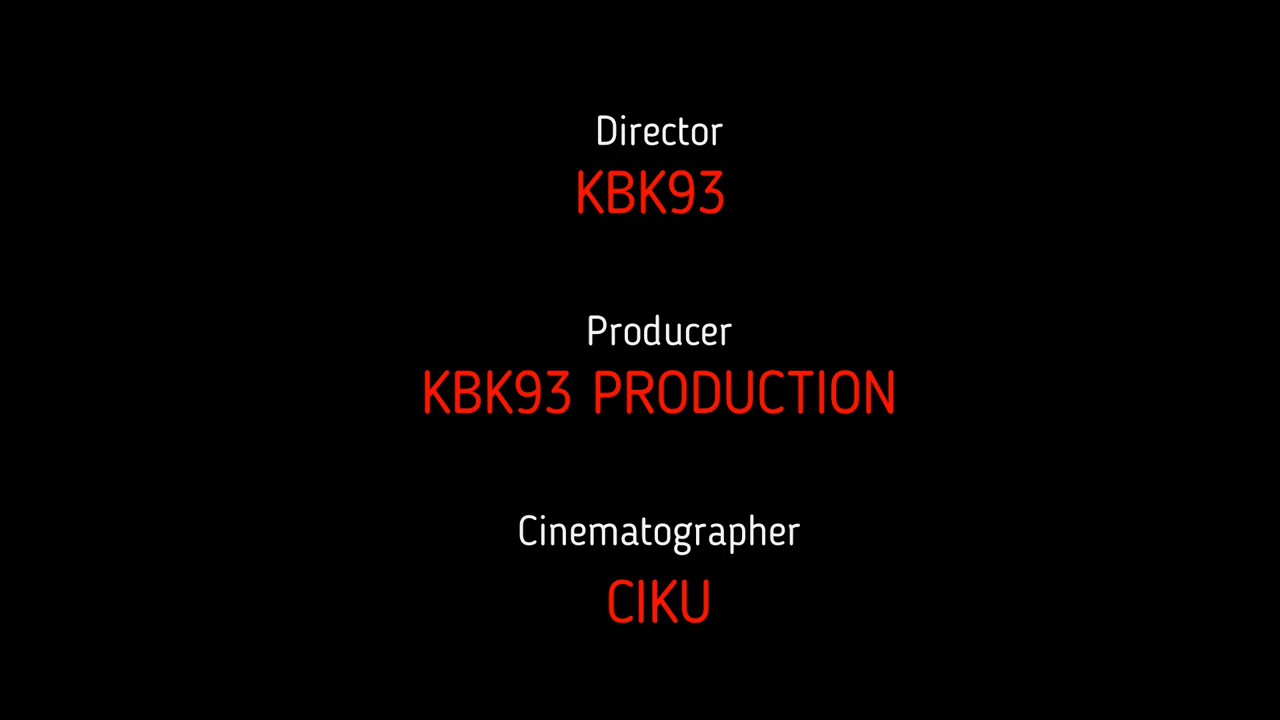 Director
KBK93
Producer
KBK93 PRODUCTION
Cinematographer
CIKU